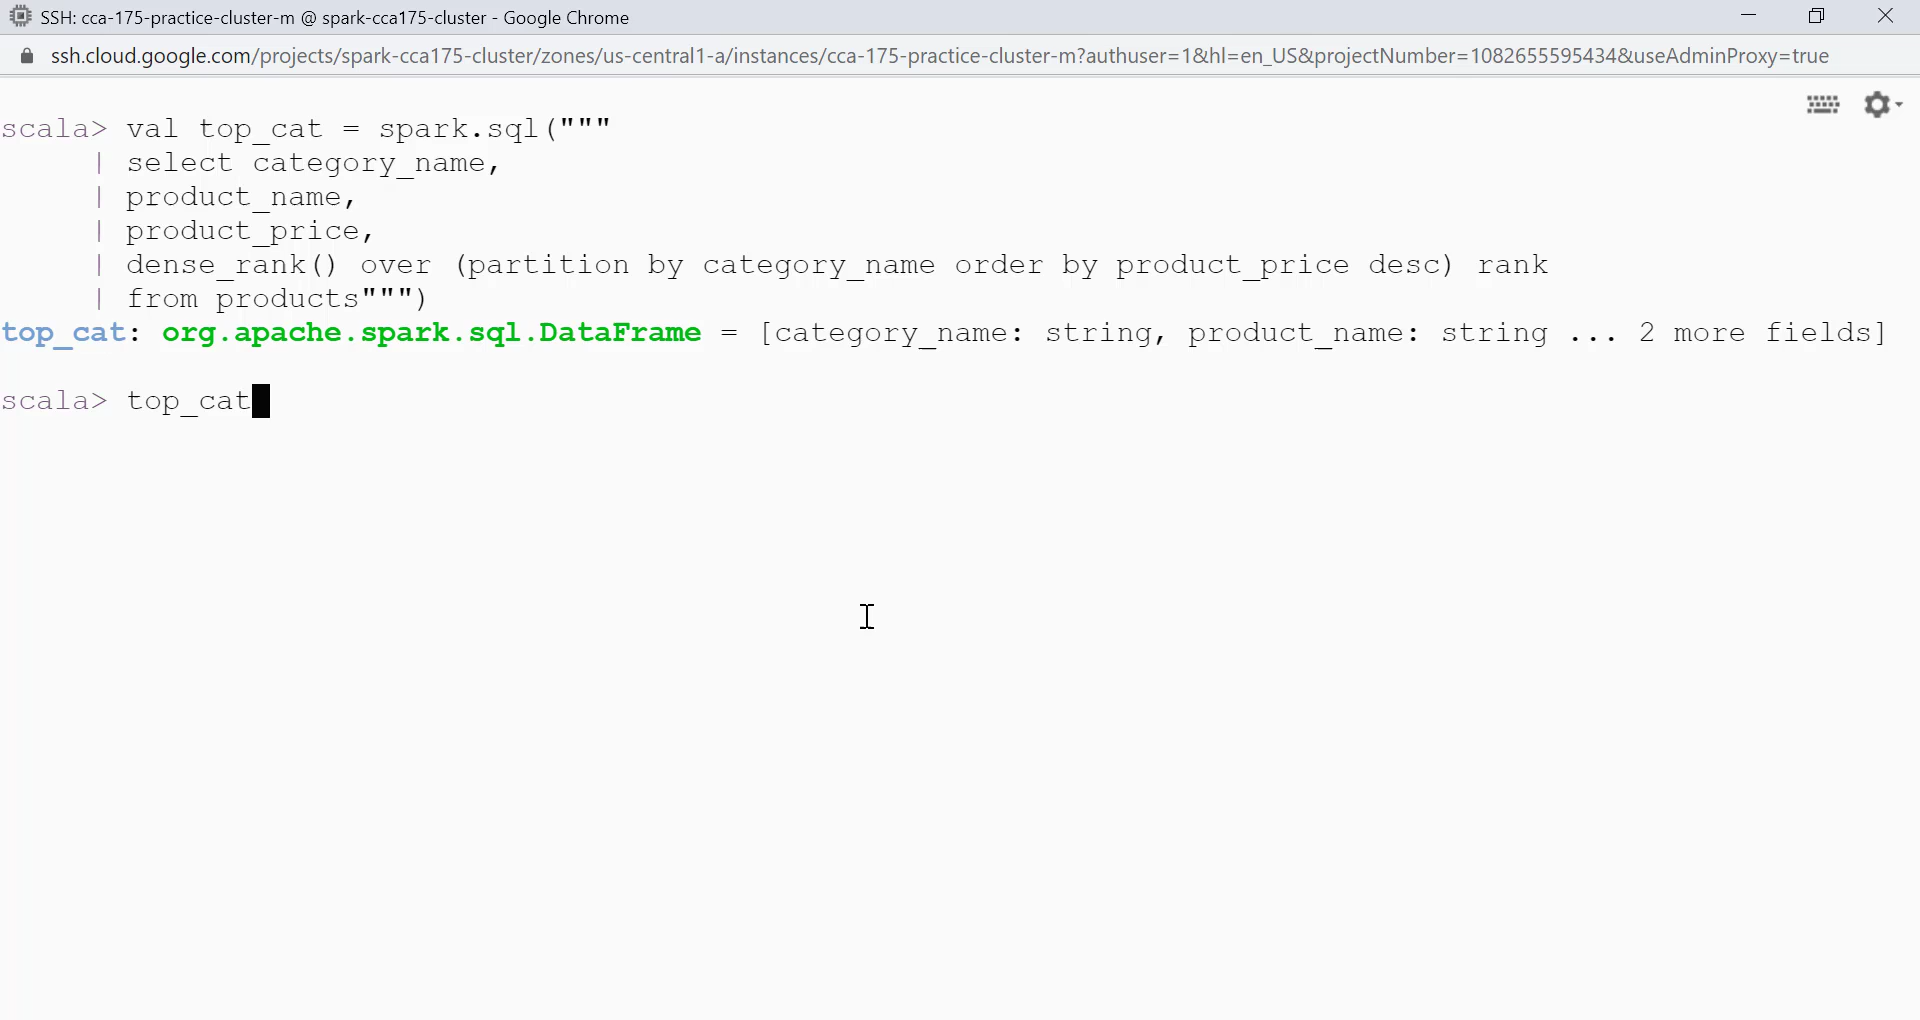 SSH: cca-175-practice-cluster-m @ spark-cca175-cluster - Google Chrome
ssh.cloud.google.com/projects/spark-cca175-cluster/zones/us-central1-a/instances/cca-175-practice-cluster-m?authuser=1&hl=en_US&projectNumber=1082655595434&useAdminProxy=true
scala> val top_cat = spark.sql("""
| select category_name,
| product_name,
| product_price,
| dense_rank() over (partition by category_name order by product_price desc) rank
| from products""")
top_cat: org.apache.spark.sql.DataFrame = [category_name: string, product_name: string ... 2 more fields]
scala> top_cat